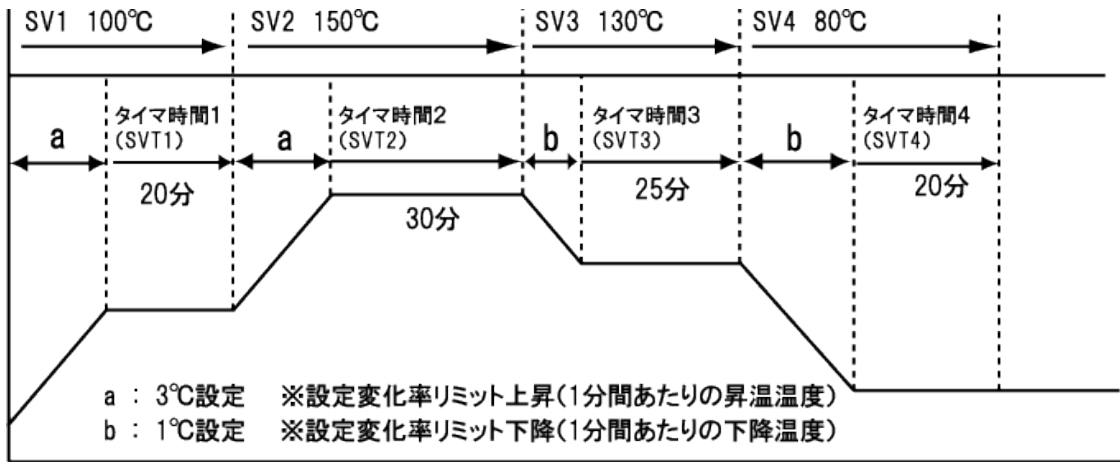 SV1 100℃
SV2 150℃
SV3 130℃
SV4 80℃
a
タイマ時間1
(SVT1)
20分
a
タイマ時間2
(SVT2)
30分
b
タイマ時間3
(SVT3)
25分
b
タイマ時間4
(SVT4)
20分
a : 3℃設定 ※設定変化率リミット上昇(1分間あたりの昇温温度)
b : 1℃設定 ※設定変化率リミット下降(1分間あたりの下降温度)